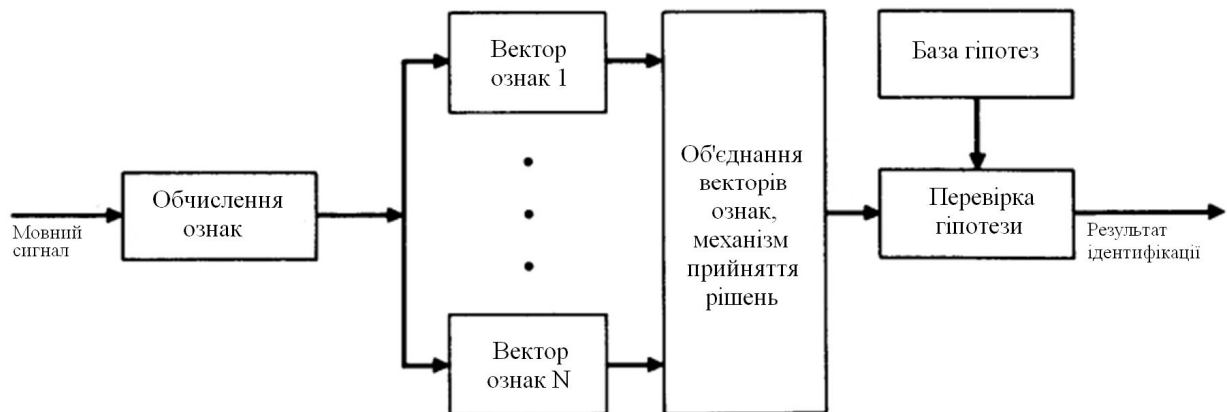 Мовний
сигнал
Обчислення
ознак
Вектор
ознак 1
Вектор
ознак N
Об'єднання
векторів
ознак,
механізм
прийняття
рішень
База гіпотез
Перевірка
гіпотези
Результат
ідентифікації